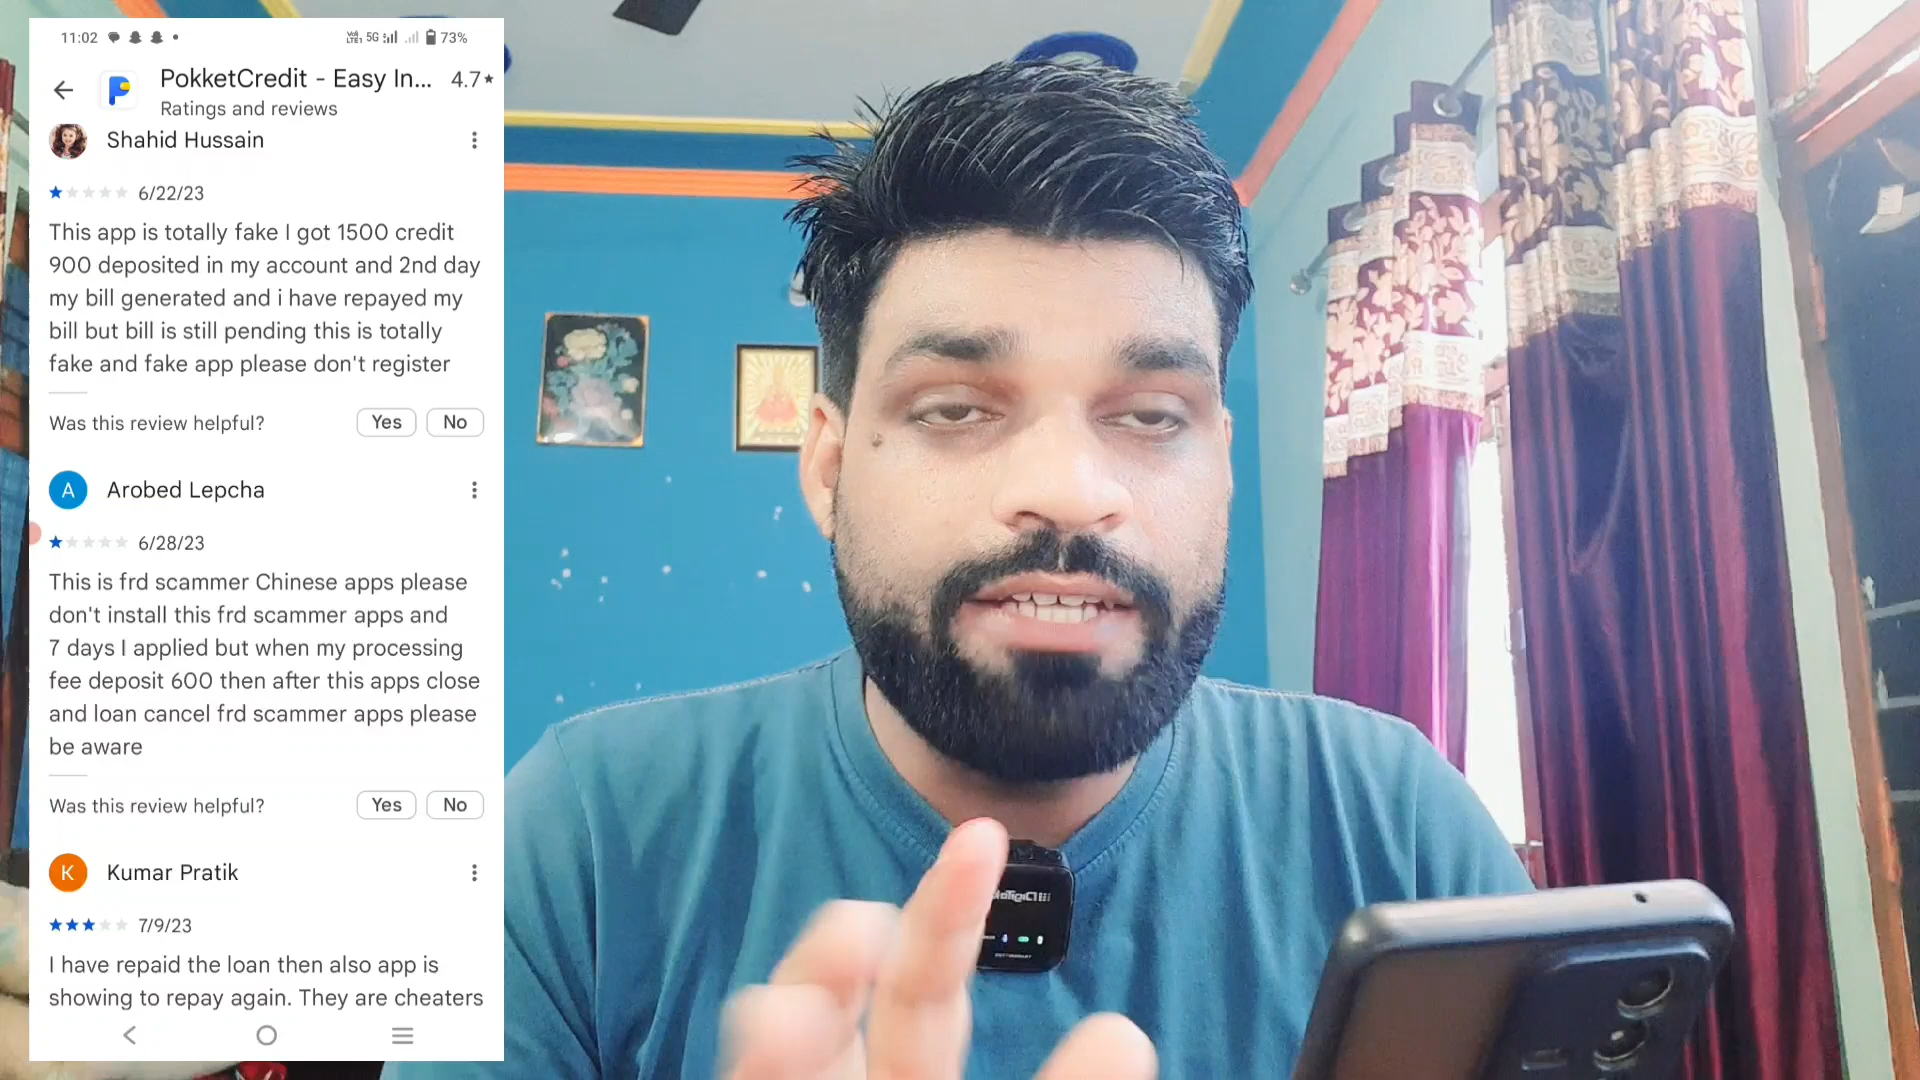 11:02
5G
73%
PokketCredit - Easy In... 4.7★
Ratings and reviews
Shahid Hussain
6/22/23
This app is totally fake I got 1500 credit
900 deposited in my account and 2nd day
my bill generated and i have repayed my
bill but bill is still pending this is totally
fake and fake app please don't register
Was this review helpful? Yes No
A Arobed Lepcha
6/28/23
This is frd scammer Chinese apps please
don't install this frd scammer apps and
7 days I applied but when my processing
fee deposit 600 then after this apps close
and loan cancel frd scammer apps please
be aware
Was this review helpful? Yes No
K Kumar Pratik
7/9/23
I have repaid the loan then also app is
showing to repay again. They are cheaters